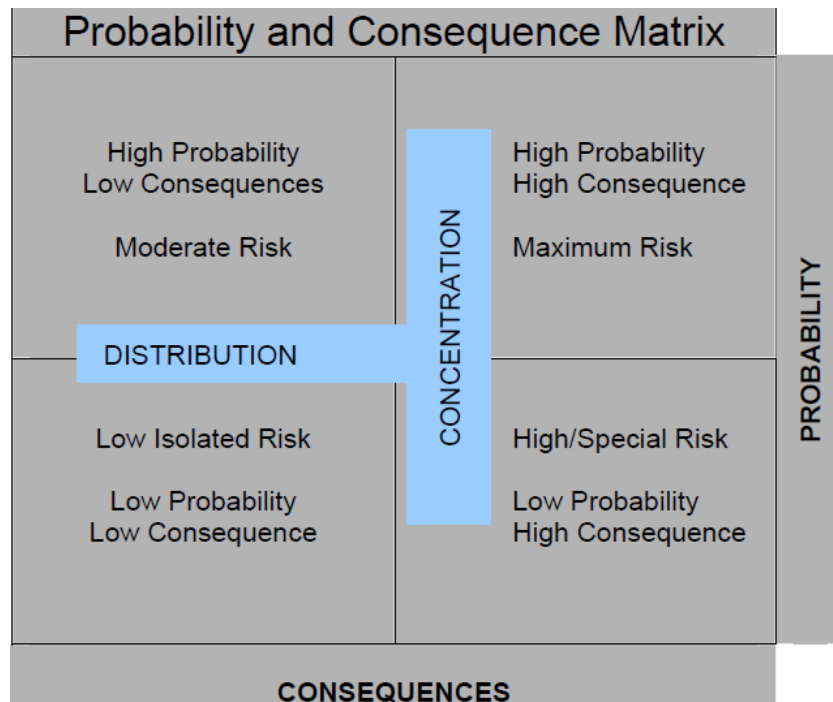 Probability and Consequence Matrix
High Probability
Low Consequences
Moderate Risk
High Probability
High Consequence
Maximum Risk
DISTRIBUTION
CONCENTRATION
Low Isolated Risk
Low Probability
Low Consequence
High/Special Risk
Low Probability
High Consequence
PROBABILITY
CONSEQUENCES